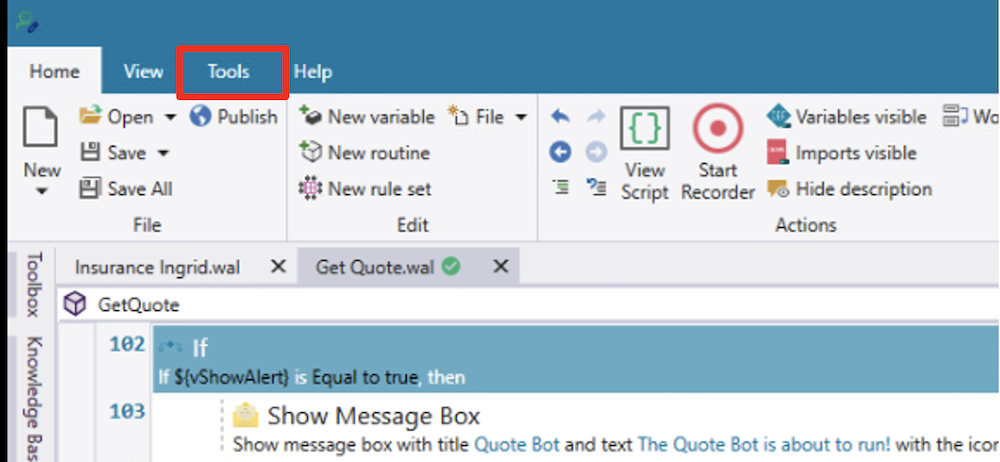 Home View Tools Help
Open Publish New variable File Variables visible
Save New routine Imports visible
New View Script Start Recorder
Save All New rule set Hide description
File Edit Actions
Toolbox
Insurance Ingrid.wal Get Quote.wal
GetQuote
102 If
If ${vShowAlert} is Equal to true, then
Knowledge
103 Show Message Box
Show message box with title Quote Bot and text The Quote Bot is about to run! with the